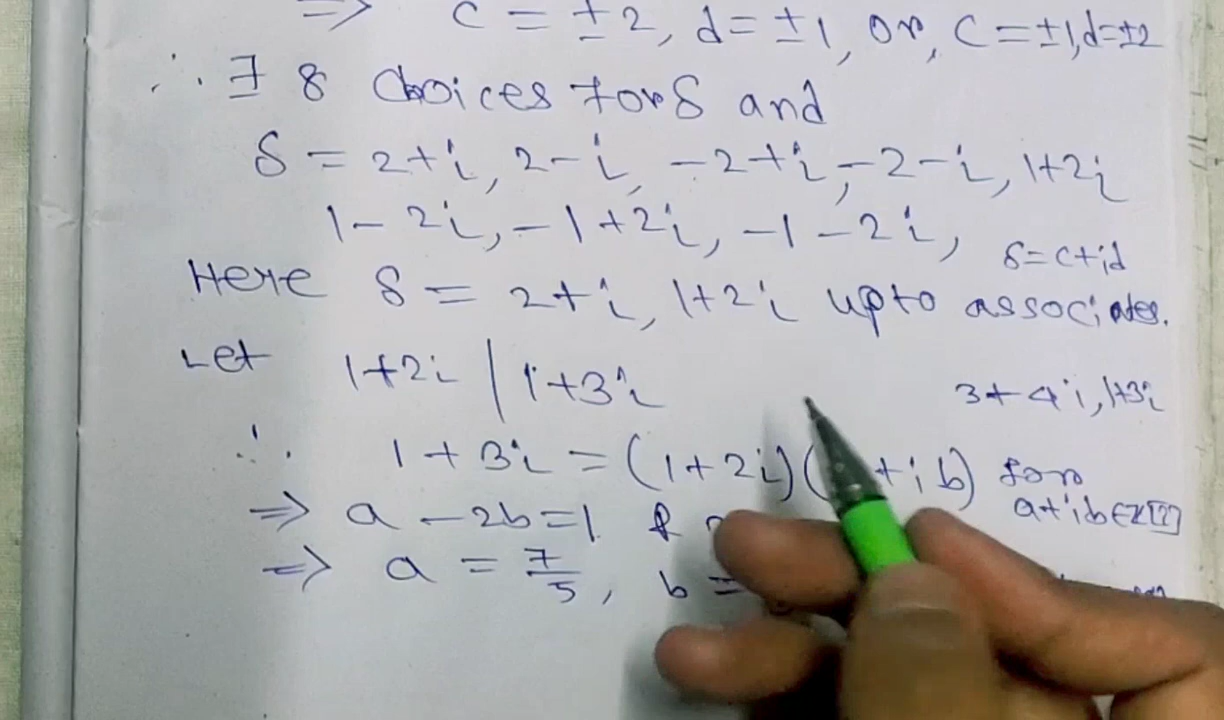 ⇒ c = ±2, d = ±1, or, c = ±1, d = ±2
∴ ∃ 8 choices for δ and
δ = 2+i, 2-i, -2+i, -2-i, 1+2i
1-2i, -1+2i, -1-2i,
δ = c+id
Here δ = 2+i, 1+2i upto associates.
Let 1+2i | 1+3i
3+4i, 1+3i
∴ 1+3i = (1+2i)( +ib) for
a+ib∈Z[i]
⇒ a - 2b = 1 &
⇒ a = 7/5, b =